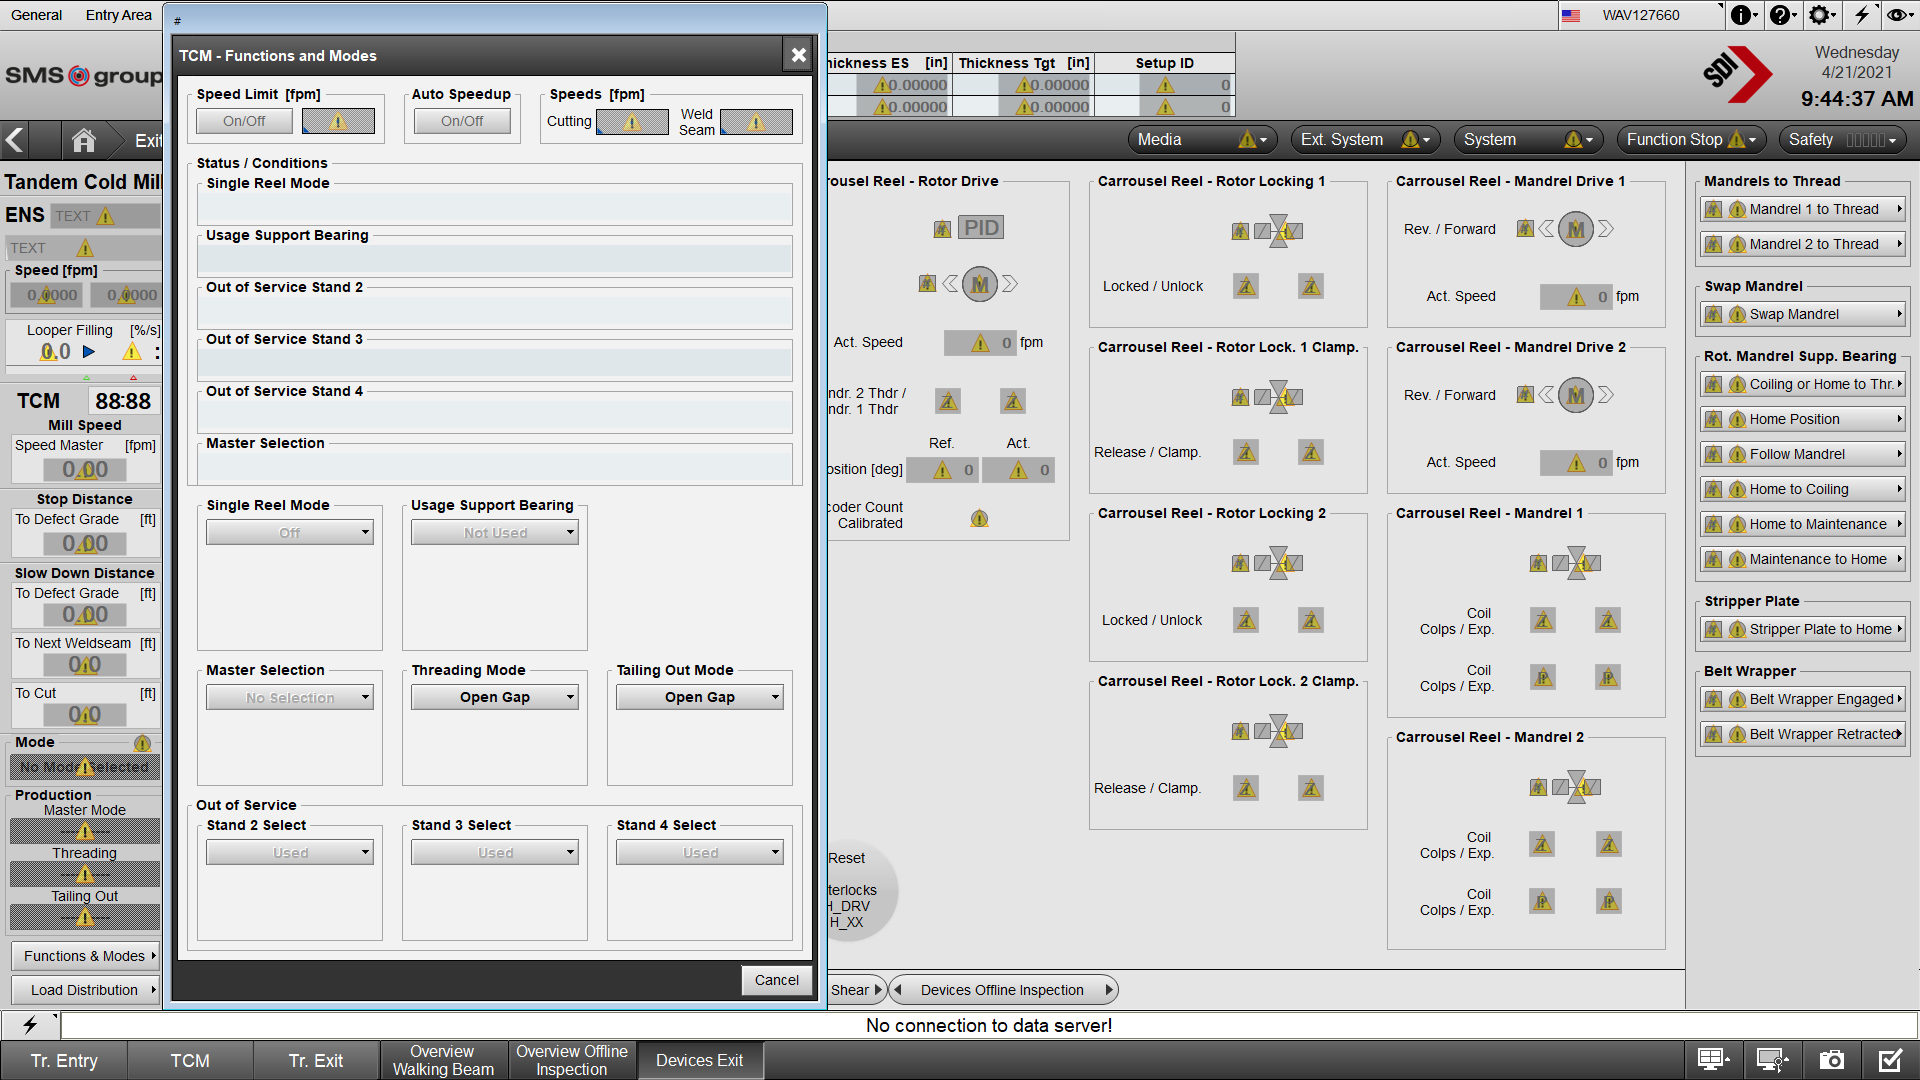 General Entry Area
#
WAV127660
TCM - Functions and Modes
SMS group
Thickness Tgt [in]
Setup ID
ES [in]
0.00000
0.00000
0
0.00000
0.00000
0
SDI
Wednesday
4/21/2021
9:44:37 AM
Media
Ext. System
System
Function Stop
Safety
Tandem Cold Mill
ENS
TEXT
TEXT
Speed [fpm]
0.0000
0.0000
Looper Filling [%/s]
0.0
TCM 88:88
Mill Speed
Speed Master [fpm]
0.00
Stop Distance
To Defect Grade [ft]
0.00
Slow Down Distance
To Defect Grade [ft]
0.00
To Next Weldseam [ft]
0.0
To Cut [ft]
0.0
Mode
No Mode Selected
Production
Master Mode
Threading
Tailing Out
Functions & Modes
Load Distribution
Speed Limit [fpm]
On/Off
Auto Speedup
On/Off
Speeds [fpm]
Cutting
Weld
Seam
Status / Conditions
Single Reel Mode
Usage Support Bearing
Out of Service Stand 2
Out of Service Stand 3
Out of Service Stand 4
Master Selection
Single Reel Mode
Off
Usage Support Bearing
Not Used
Master Selection
No Selection
Threading Mode
Open Gap
Tailing Out Mode
Open Gap
Out of Service
Stand 2 Select
Used
Stand 3 Select
Used
Stand 4 Select
Used
Cancel
Reel - Rotor Drive
PID
M
Act. Speed 0 fpm
2 Thdr /
1 Thdr
Ref. Act.
[deg] 0 0
Count
Calibrated
Reset
H_DRV
H_XX
Carrousel Reel - Rotor Locking 1
Locked / Unlock
Carrousel Reel - Rotor Lock. 1 Clamp.
Release / Clamp.
Carrousel Reel - Rotor Locking 2
Locked / Unlock
Carrousel Reel - Rotor Lock. 2 Clamp.
Release / Clamp.
Carrousel Reel - Mandrel Drive 1
Rev. / Forward
M
Act. Speed 0 fpm
Carrousel Reel - Mandrel Drive 2
Rev. / Forward
M
Act. Speed 0 fpm
Carrousel Reel - Mandrel 1
Coil
Colps / Exp.
Coil
Colps / Exp.
Carrousel Reel - Mandrel 2
Coil
Colps / Exp.
Coil
Colps / Exp.
Mandrels to Thread
Mandrel 1 to Thread
Mandrel 2 to Thread
Swap Mandrel
Swap Mandrel
Rot. Mandrel Supp. Bearing
Coiling or Home to Thr.
Home Position
Follow Mandrel
Home to Coiling
Home to Maintenance
Maintenance to Home
Stripper Plate
Stripper Plate to Home
Belt Wrapper
Belt Wrapper Engaged
Belt Wrapper Retracted
Shear
Devices Offline Inspection
No connection to data server!
Tr. Entry
TCM
Tr. Exit
Overview
Walking Beam
Overview Offline
Inspection
Devices Exit